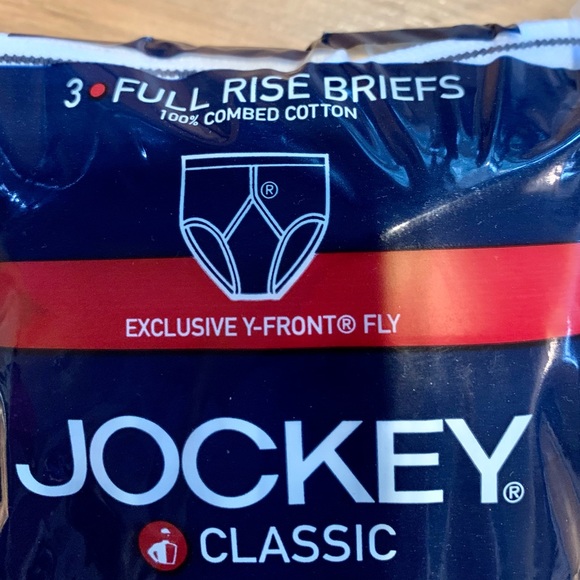 3 • FULL RISE BRIEFS
100% COMBED COTTON
®
EXCLUSIVE Y-FRONT® FLY
JOCKEY®
CLASSIC